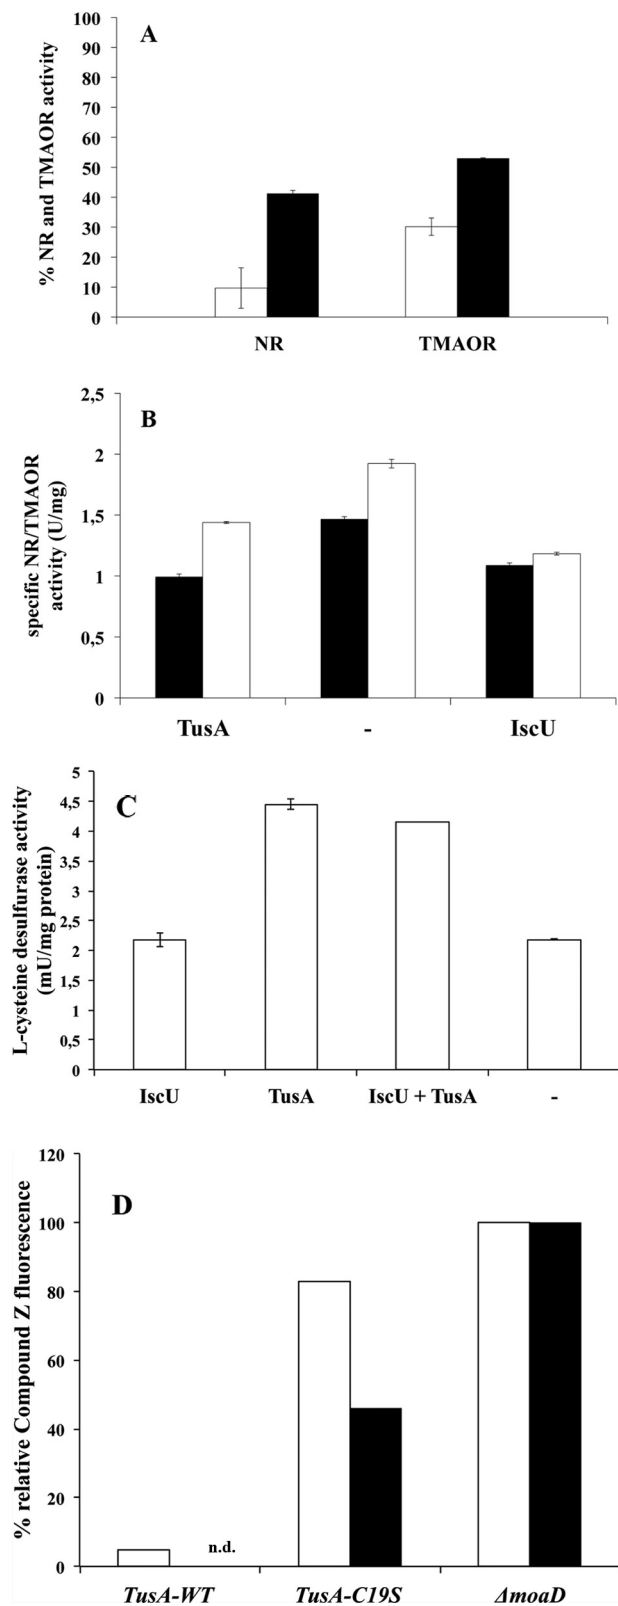 A
% NR and TMAOR activity
100
90
80
70
60
50
40
30
20
10
0
NR TMAOR
B
specific NR/TMAOR
activity (U/mg)
2,5
2
1,5
1
0,5
0
TusA - IscU
C
L-cysteine desulfurase activity
(mU/mg protein)
5
4,5
4
3,5
3
2,5
2
1,5
1
0,5
0
IscU TusA IscU + TusA -
D
% relative Compound Z fluorescence
120
100
80
60
40
20
0
n.d.
TusA-WT TusA-C19S ΔmoaD